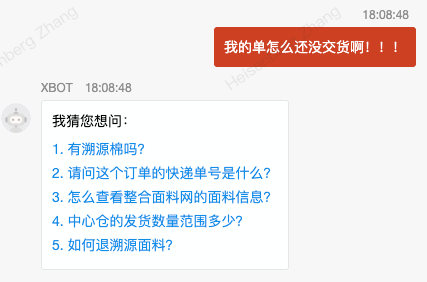 18:08:48
我的单怎么还没交货啊！！！
XBOT 18:08:48
我猜您想问：
1. 有溯源棉吗?
2. 请问这个订单的快递单号是什么?
3. 怎么查看整合面料网的面料信息?
4. 中心仓的发货数量范围多少?
5. 如何退溯源面料?